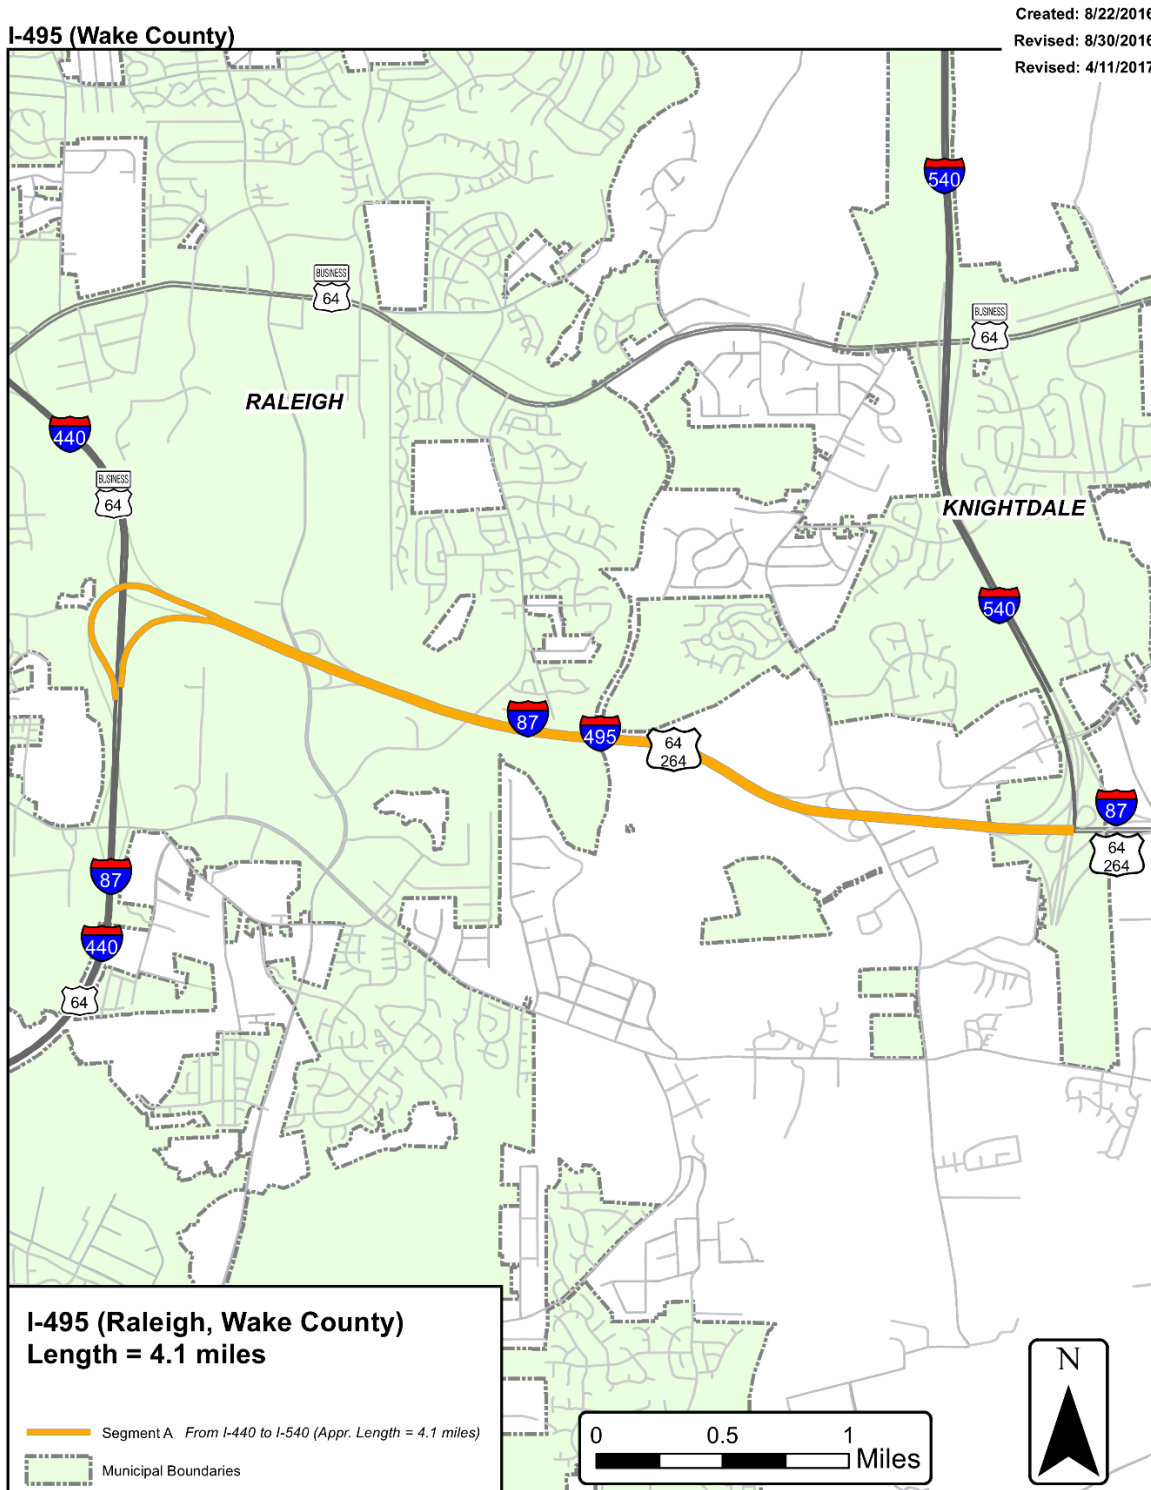 Created: 8/22/2016
I-495 (Wake County)
Revised: 8/30/2016
Revised: 4/11/2017
540
BUSINESS
64
BUSINESS
64
RALEIGH
440
BUSINESS
64
KNIGHTDALE
540
87
495
64
264
87
64
264
87
440
64
I-495 (Raleigh, Wake County)
Length = 4.1 miles
Segment A From I-440 to I-540 (Appr. Length = 4.1 miles)
Municipal Boundaries
0 0.5 1
Miles
N